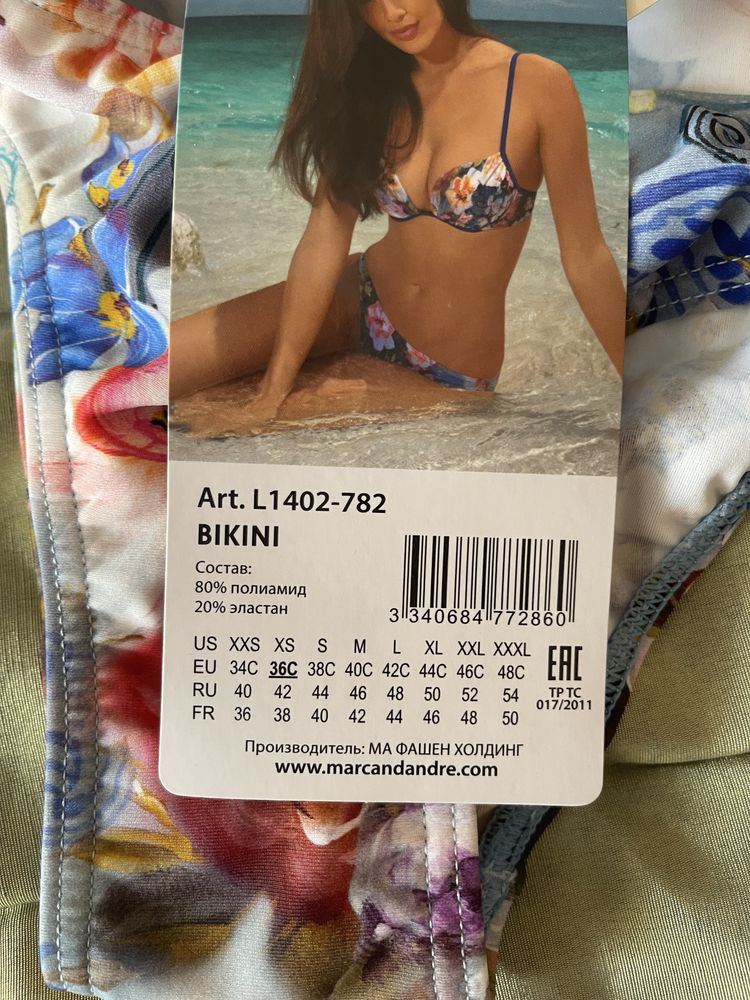 Art. L1402-782
BIKINI
Состав:
80% полиамид
20% эластан
3 340684 772860
US XXS XS S M L XL XXL XXXL
EU 34C 36C 38C 40C 42C 44C 46C 48C
RU 40 42 44 46 48 50 52 54
FR 36 38 40 42 44 46 48 50
EAC
ТР ТС
017/2011
Производитель: МА ФАШЕН ХОЛДИНГ
www.marcandandre.com